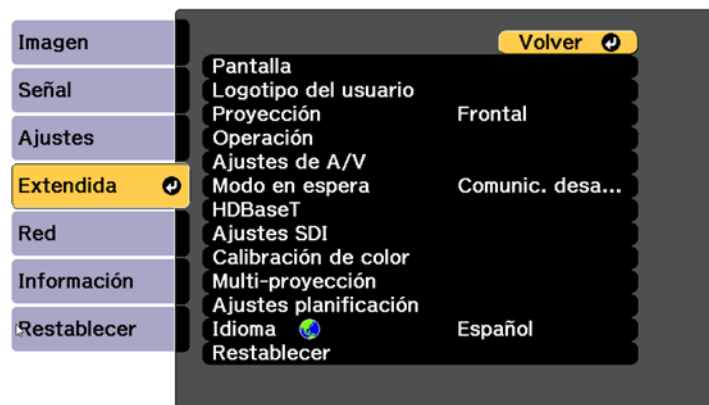 Imagen
Señal
Ajustes
Extendida
Red
Información
Restablecer
Volver
Pantalla
Logotipo del usuario
Proyección Frontal
Operación
Ajustes de A/V
Modo en espera Comunic. desa...
HDBaseT
Ajustes SDI
Calibración de color
Multi-proyección
Ajustes planificación
Idioma Español
Restablecer